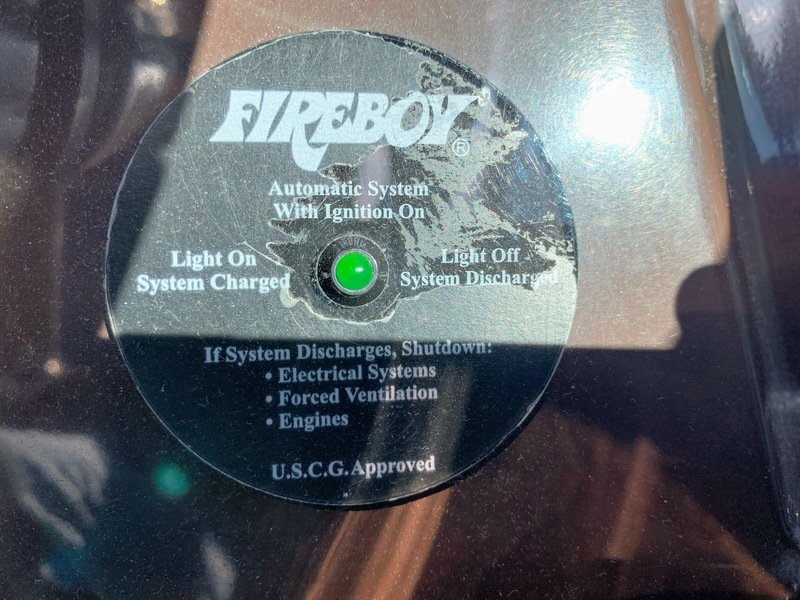 FIREBOY®
Automatic System
With Ignition On
Light On
System Charged
Light Off
System Discharged
If System Discharges, Shutdown:
• Electrical Systems
• Forced Ventilation
• Engines
U.S.C.G. Approved